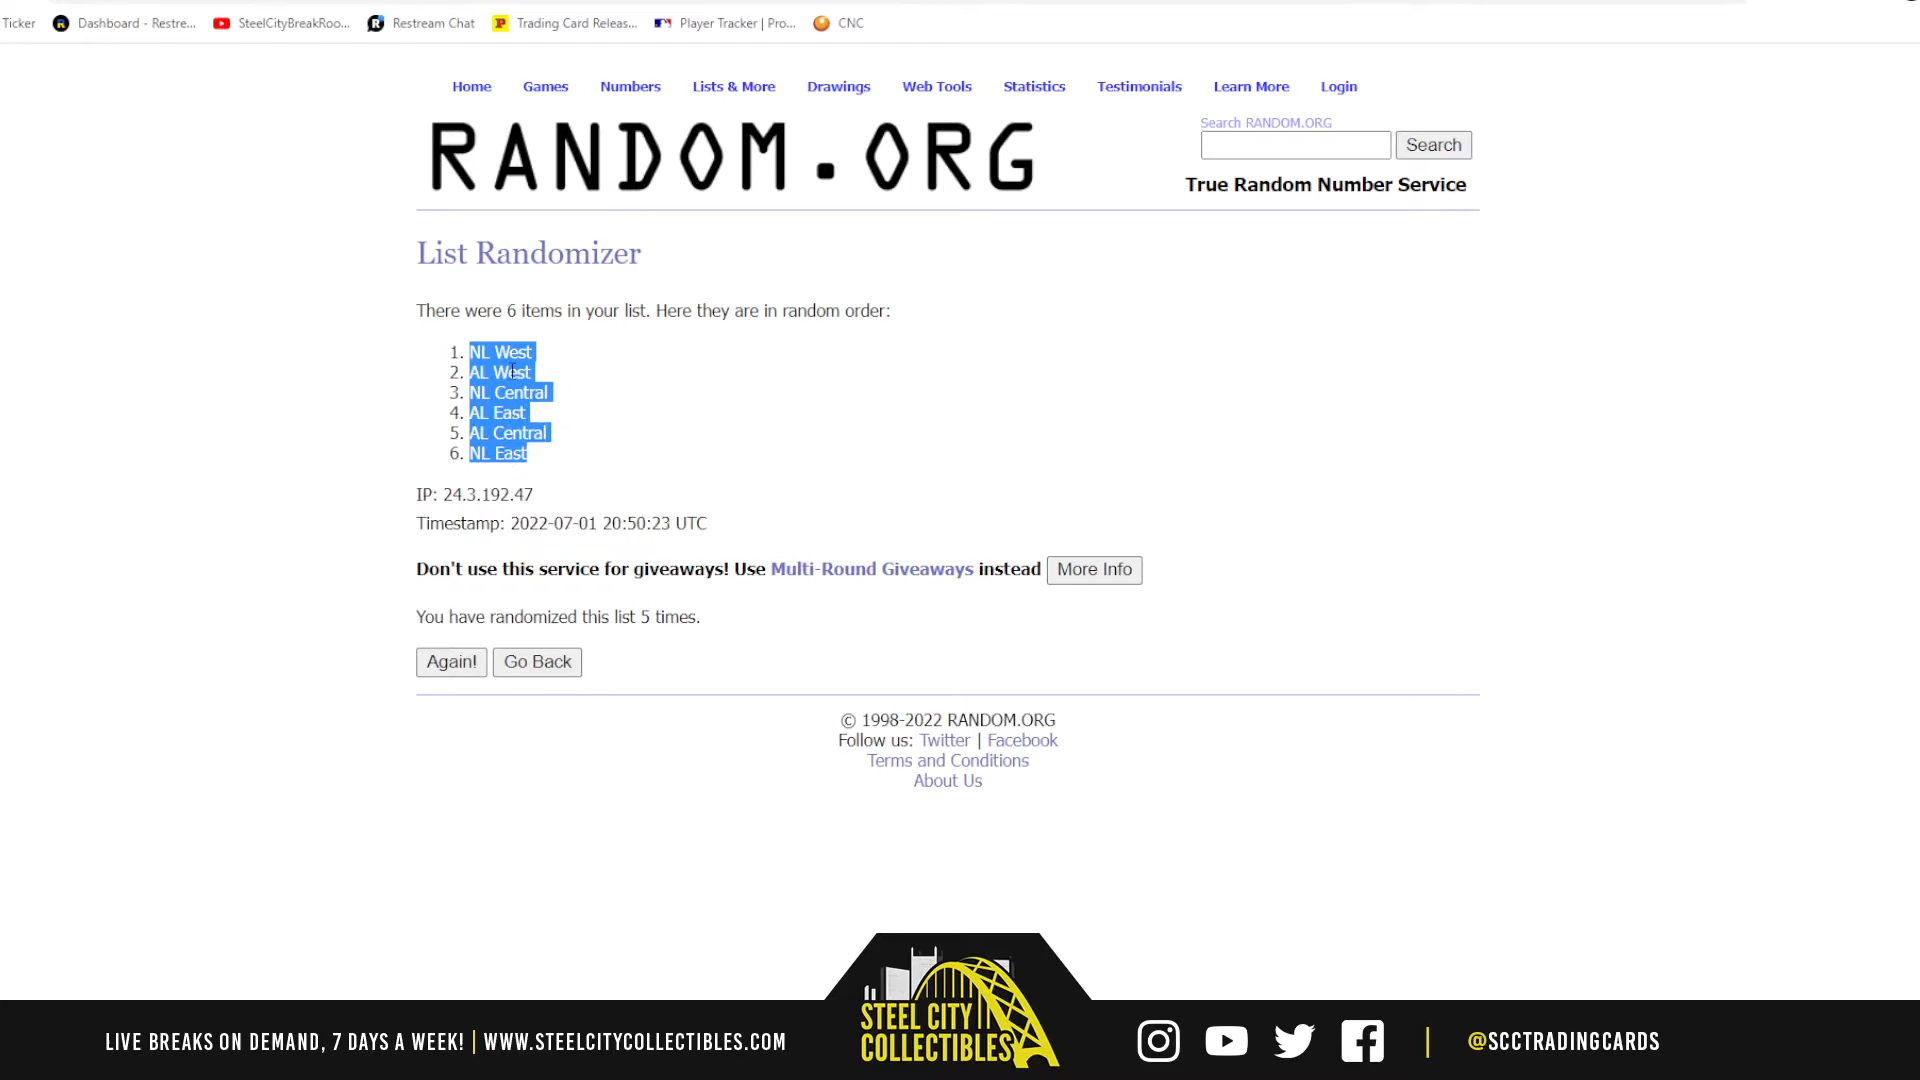 Ticker Dashboard - Restre... SteelCityBreakRoo... Restream Chat Trading Card Releas... Player Tracker | Pro... CNC
Home Games Numbers Lists & More Drawings Web Tools Statistics Testimonials Learn More Login
RANDOM.ORG
Search RANDOM.ORG
Search
True Random Number Service
List Randomizer
There were 6 items in your list. Here they are in random order:
1. NL West
2. AL West
3. NL Central
4. AL East
5. AL Central
6. NL East
IP: 24.3.192.47
Timestamp: 2022-07-01 20:50:23 UTC
Don't use this service for giveaways! Use Multi-Round Giveaways instead More Info
You have randomized this list 5 times.
Again! Go Back
© 1998-2022 RANDOM.ORG
Follow us: Twitter | Facebook
Terms and Conditions
About Us
LIVE BREAKS ON DEMAND, 7 DAYS A WEEK! | WWW.STEELCITYCOLLECTIBLES.COM
STEEL CITY
COLLECTIBLES
@SCCTRADINGCARDS